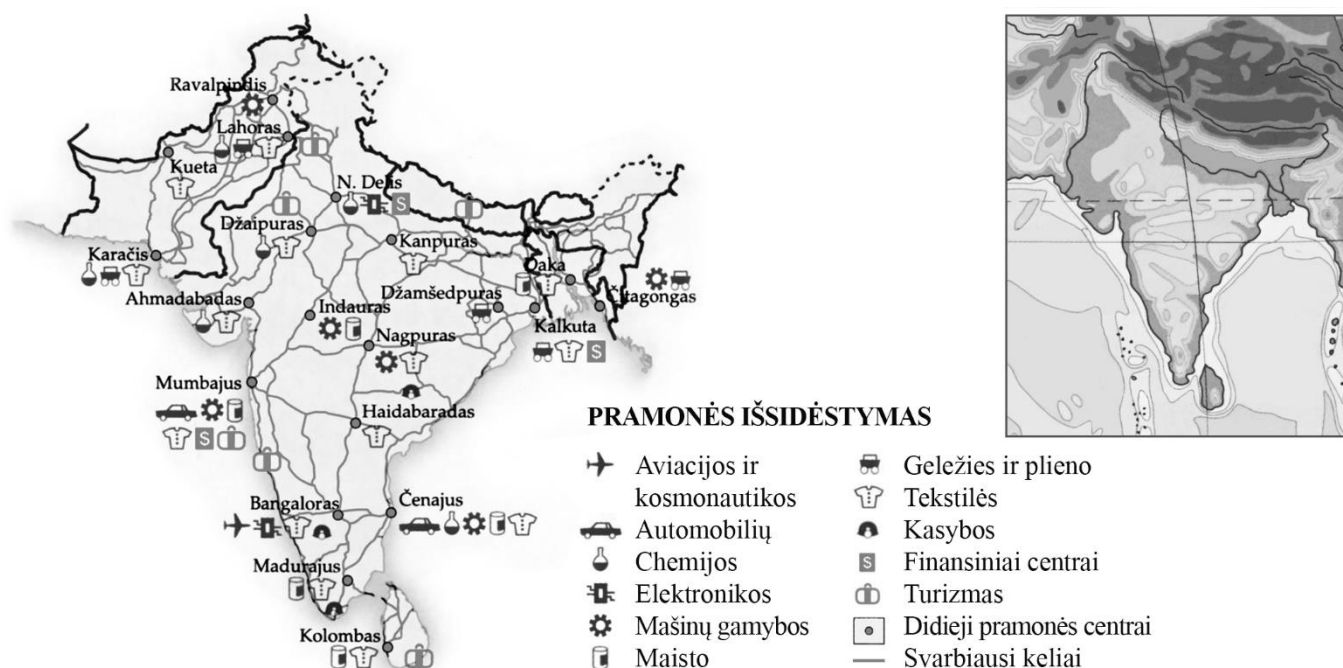 Ravalpindis
Lahoras
Kueta
N. Delis
Džaipuras
Kanpuras
Karačis
Daka
Ahmadabadas
Indauras
Džamšedpuras
Čitagongas
Nagpuras
Kalkuta
S
Mumbajus
Haidabaradas
Bangaloras
Čenajus
Madurajus
Kolombas
PRAMONĖS IŠSIDĖSTYMAS
Aviacijos ir
kosmonautikos
Automobilių
Chemijos
Elektronikos
Mašinų gamybos
Maisto
Geležies ir plieno
Tekstilės
Kasybos
S Finansiniai centrai
Turizmas
Didieji pramonės centrai
Svarbiausi keliai